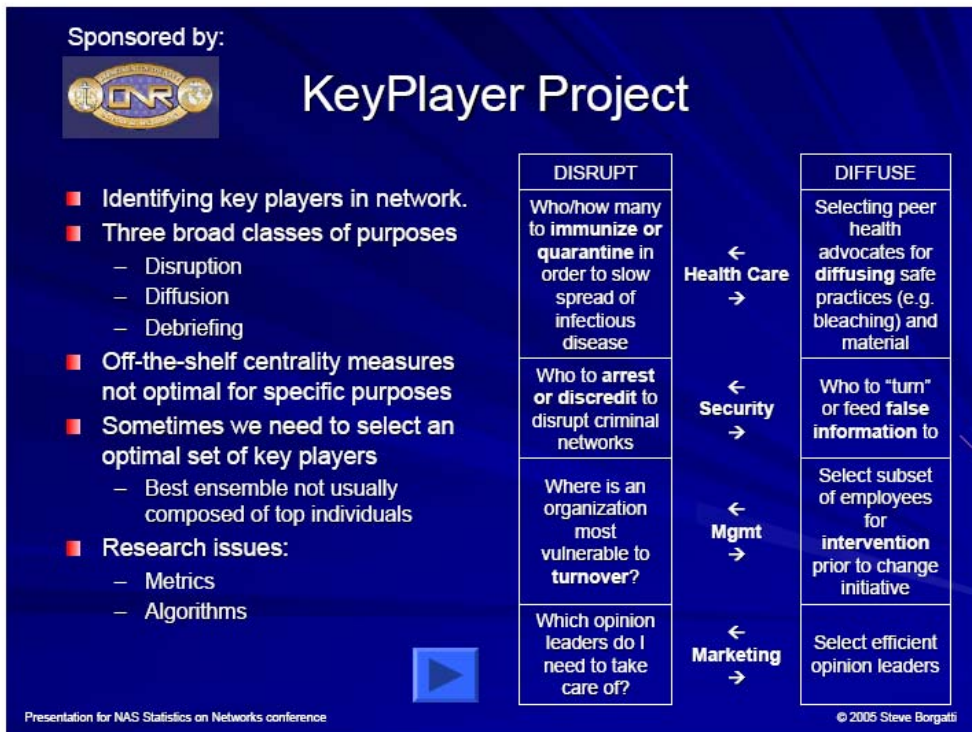 Sponsored by:
ONR
KeyPlayer Project
Identifying key players in network.
Three broad classes of purposes
– Disruption
– Diffusion
– Debriefing
Off-the-shelf centrality measures
not optimal for specific purposes
Sometimes we need to select an
optimal set of key players
– Best ensemble not usually
composed of top individuals
Research issues:
– Metrics
– Algorithms
DISRUPT
Who/how many
to immunize or
quarantine in
order to slow
spread of
infectious
disease
Who to arrest
or discredit to
disrupt criminal
networks
Where is an
organization
most
vulnerable to
turnover?
Which opinion
leaders do I
need to take
care of?
←
Health Care
→
←
Security
→
←
Mgmt
→
←
Marketing
→
DIFFUSE
Selecting peer
health
advocates for
diffusing safe
practices (e.g.
bleaching) and
material
Who to “turn”
or feed false
information to
Select subset
of employees
for
intervention
prior to change
initiative
Select efficient
opinion leaders
Presentation for NAS Statistics on Networks conference
© 2005 Steve Borgatti